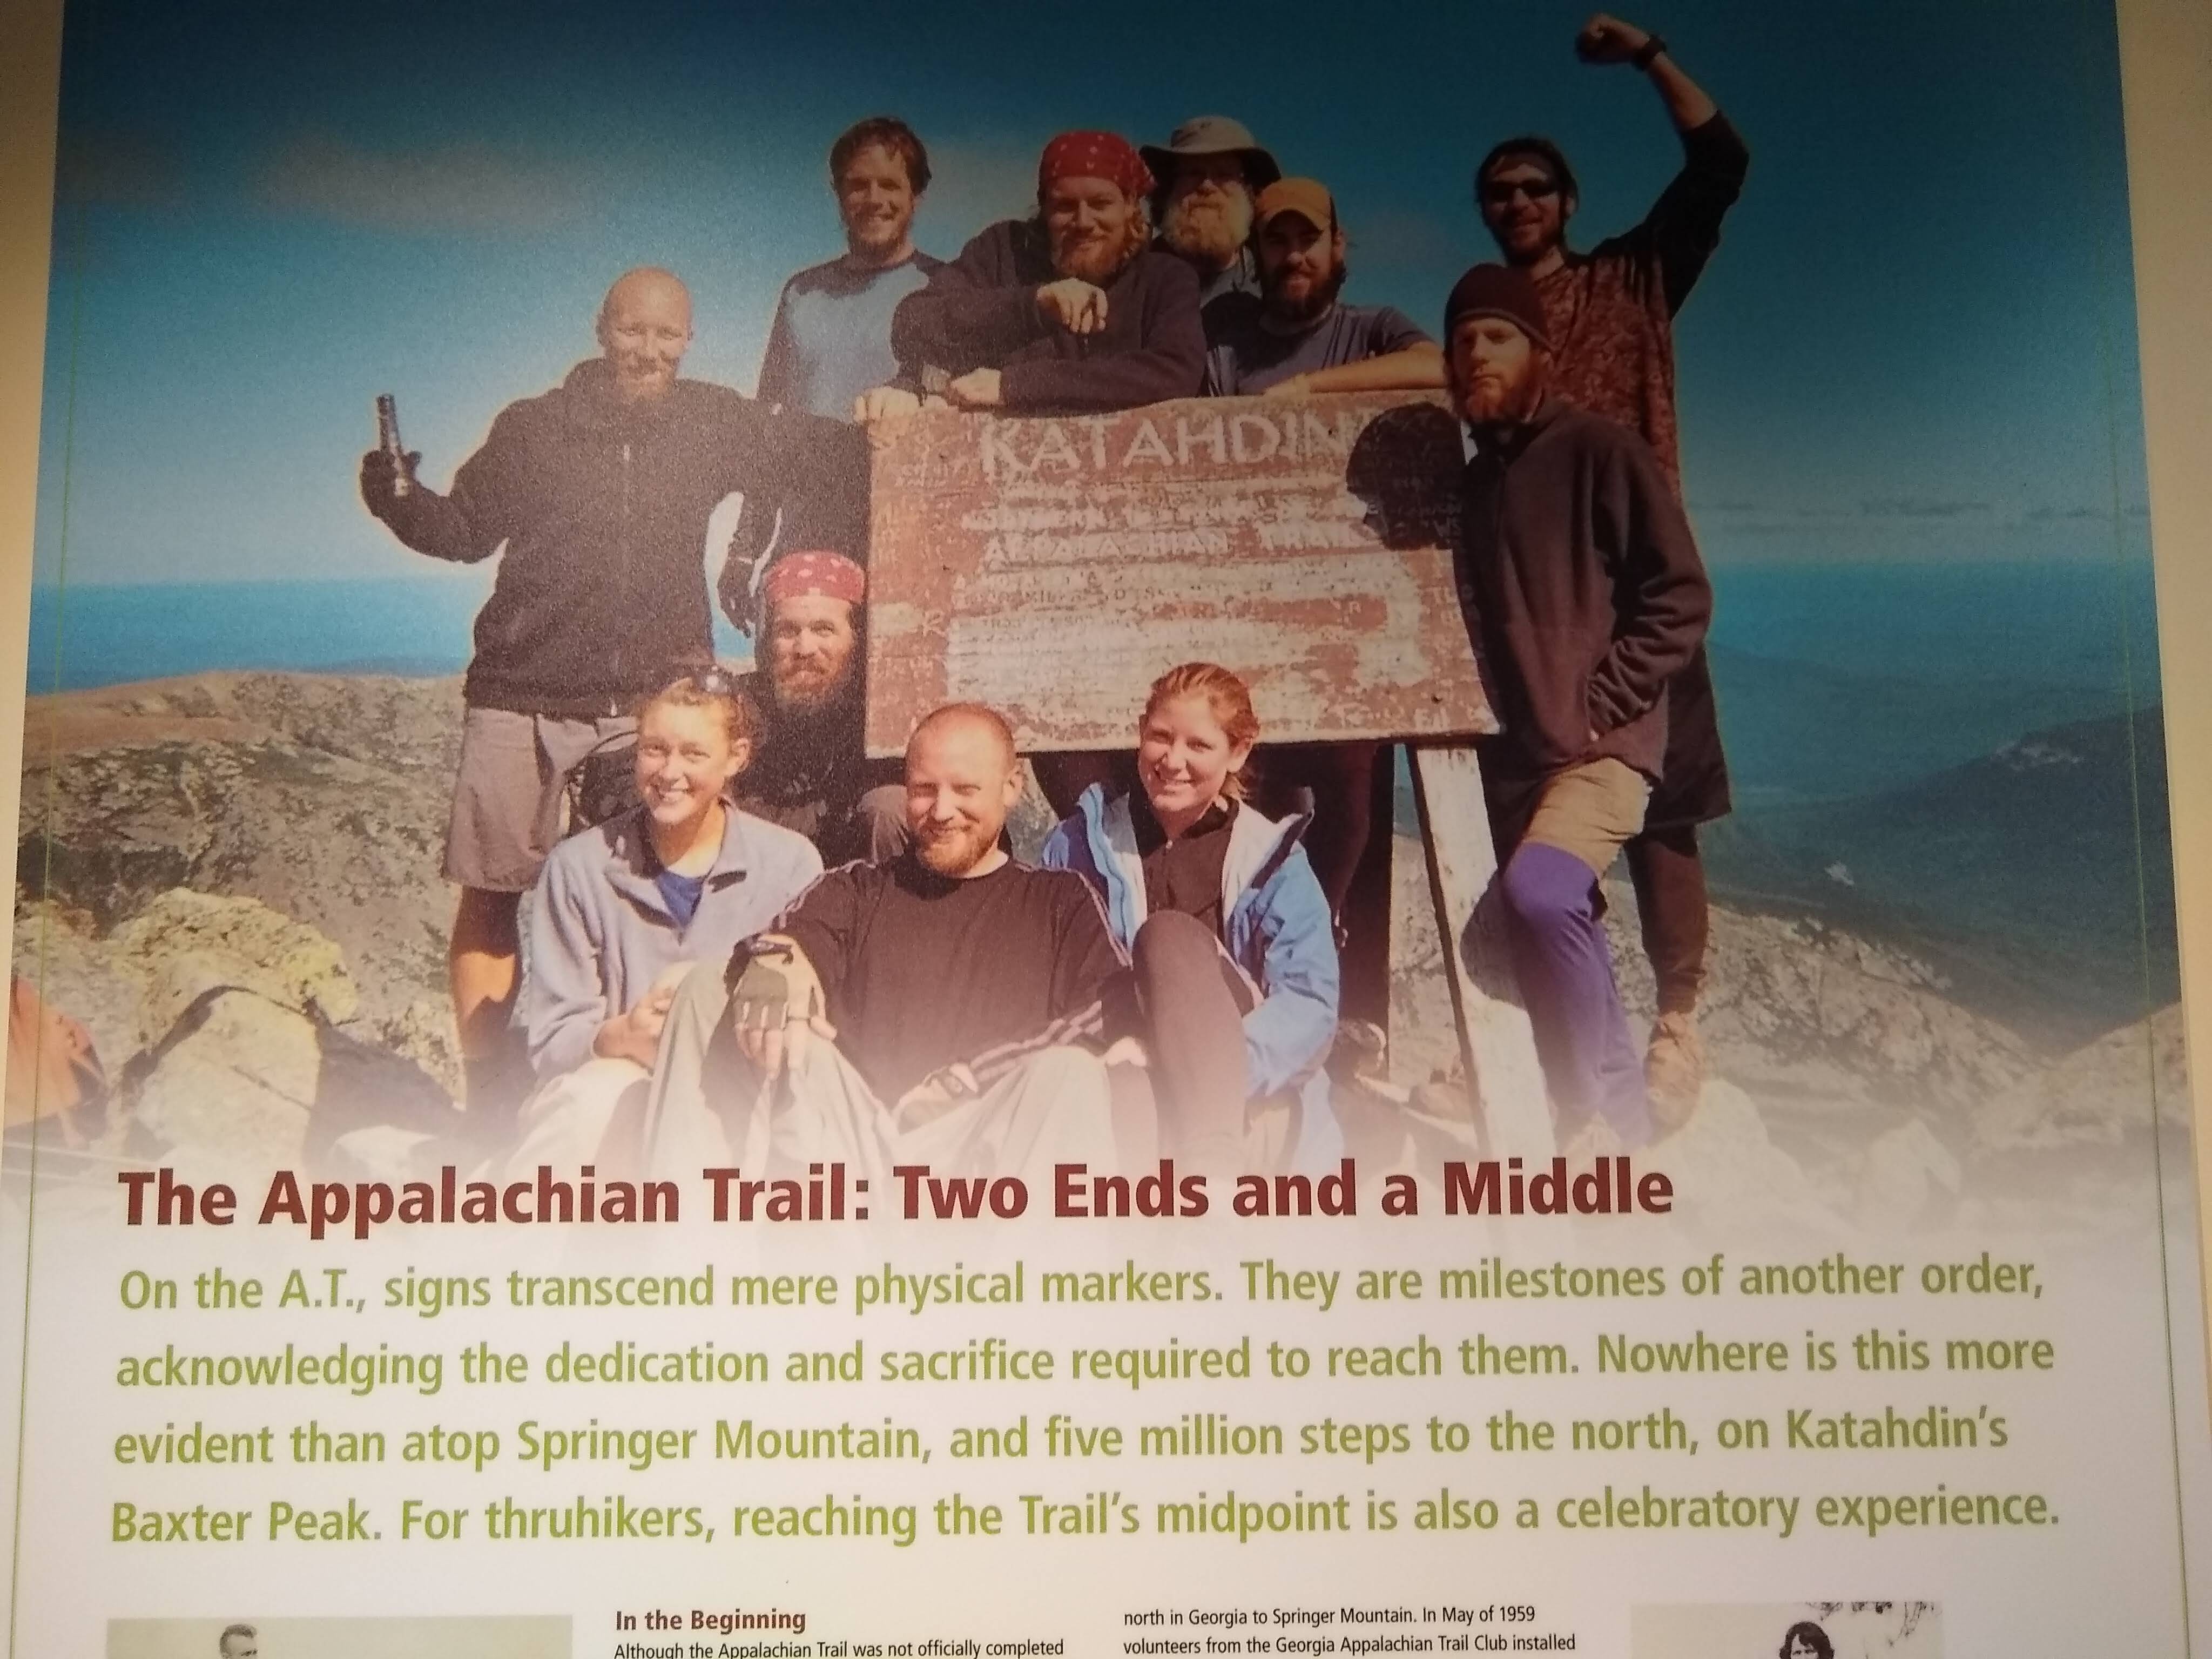 KATAHDIN
APPALACHIAN TRAIL
The Appalachian Trail: Two Ends and a Middle
On the A.T., signs transcend mere physical markers. They are milestones of another order,
acknowledging the dedication and sacrifice required to reach them. Nowhere is this more
evident than atop Springer Mountain, and five million steps to the north, on Katahdin's
Baxter Peak. For thruhikers, reaching the Trail's midpoint is also a celebratory experience.
In the Beginning
Although the Appalachian Trail was not officially completed
north in Georgia to Springer Mountain. In May of 1959
volunteers from the Georgia Appalachian Trail Club installed